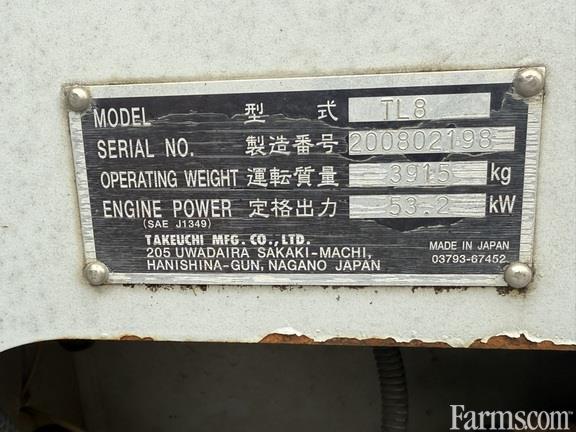 MODEL 型式 TL8
SERIAL NO. 製造番号 200802198
OPERATING WEIGHT 運転質量 3915 kg
ENGINE POWER 定格出力 53.2 kW
(SAE J1349)
TAKEUCHI MFG. CO., LTD.
205 UWADAIRA SAKAKI-MACHI,
HANISHINA-GUN, NAGANO JAPAN
MADE IN JAPAN
03793-67452
Farms.com